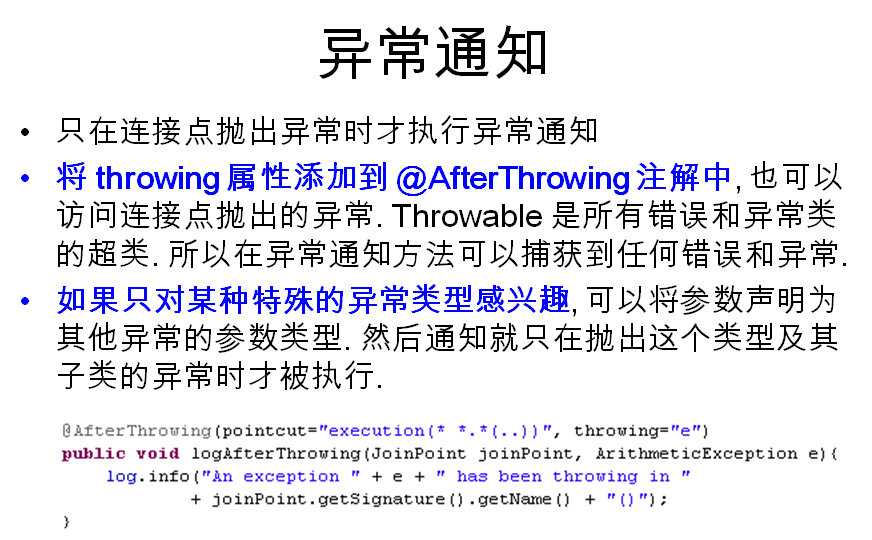 异常通知
• 只在连接点抛出异常时才执行异常通知
• 将 throwing 属性添加到 @AfterThrowing 注解中, 也可以
访问连接点抛出的异常. Throwable 是所有错误和异常类
的超类. 所以在异常通知方法可以捕获到任何错误和异常.
• 如果只对某种特殊的异常类型感兴趣, 可以将参数声明为
其他异常的参数类型. 然后通知就只在抛出这个类型及其
子类的异常时才被执行.
@AfterThrowing(pointcut="execution(* *.*(..))", throwing="e")
public void logAfterThrowing(JoinPoint joinPoint, ArithmeticException e){
    log.info("An exception " + e + " has been throwing in "
            + joinPoint.getSignature().getName() + "()");
}